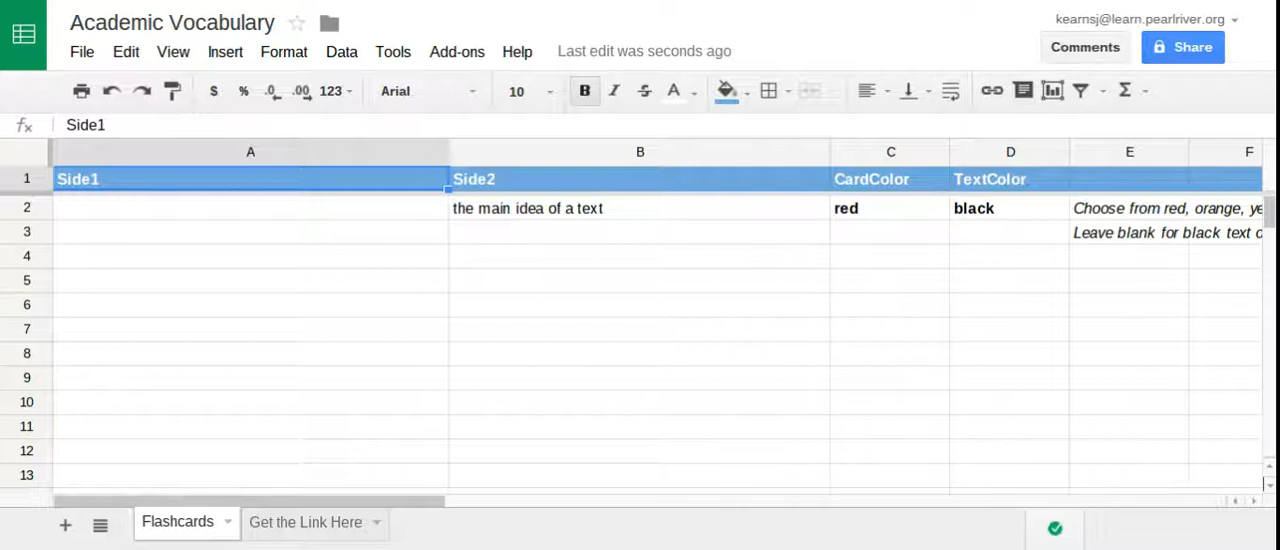 Academic Vocabulary
kearnsj@learn.pearlriver.org
File Edit View Insert Format Data Tools Add-ons Help Last edit was seconds ago
Comments Share
$ % .0 .00 123 Arial 10 B I S A Σ
fx Side1
A B C D E F
1 Side1 Side2 CardColor TextColor
2 the main idea of a text red black Choose from red, orange, ye
3 Leave blank for black text o
4
5
6
7
8
9
10
11
12
13
+ Flashcards Get the Link Here